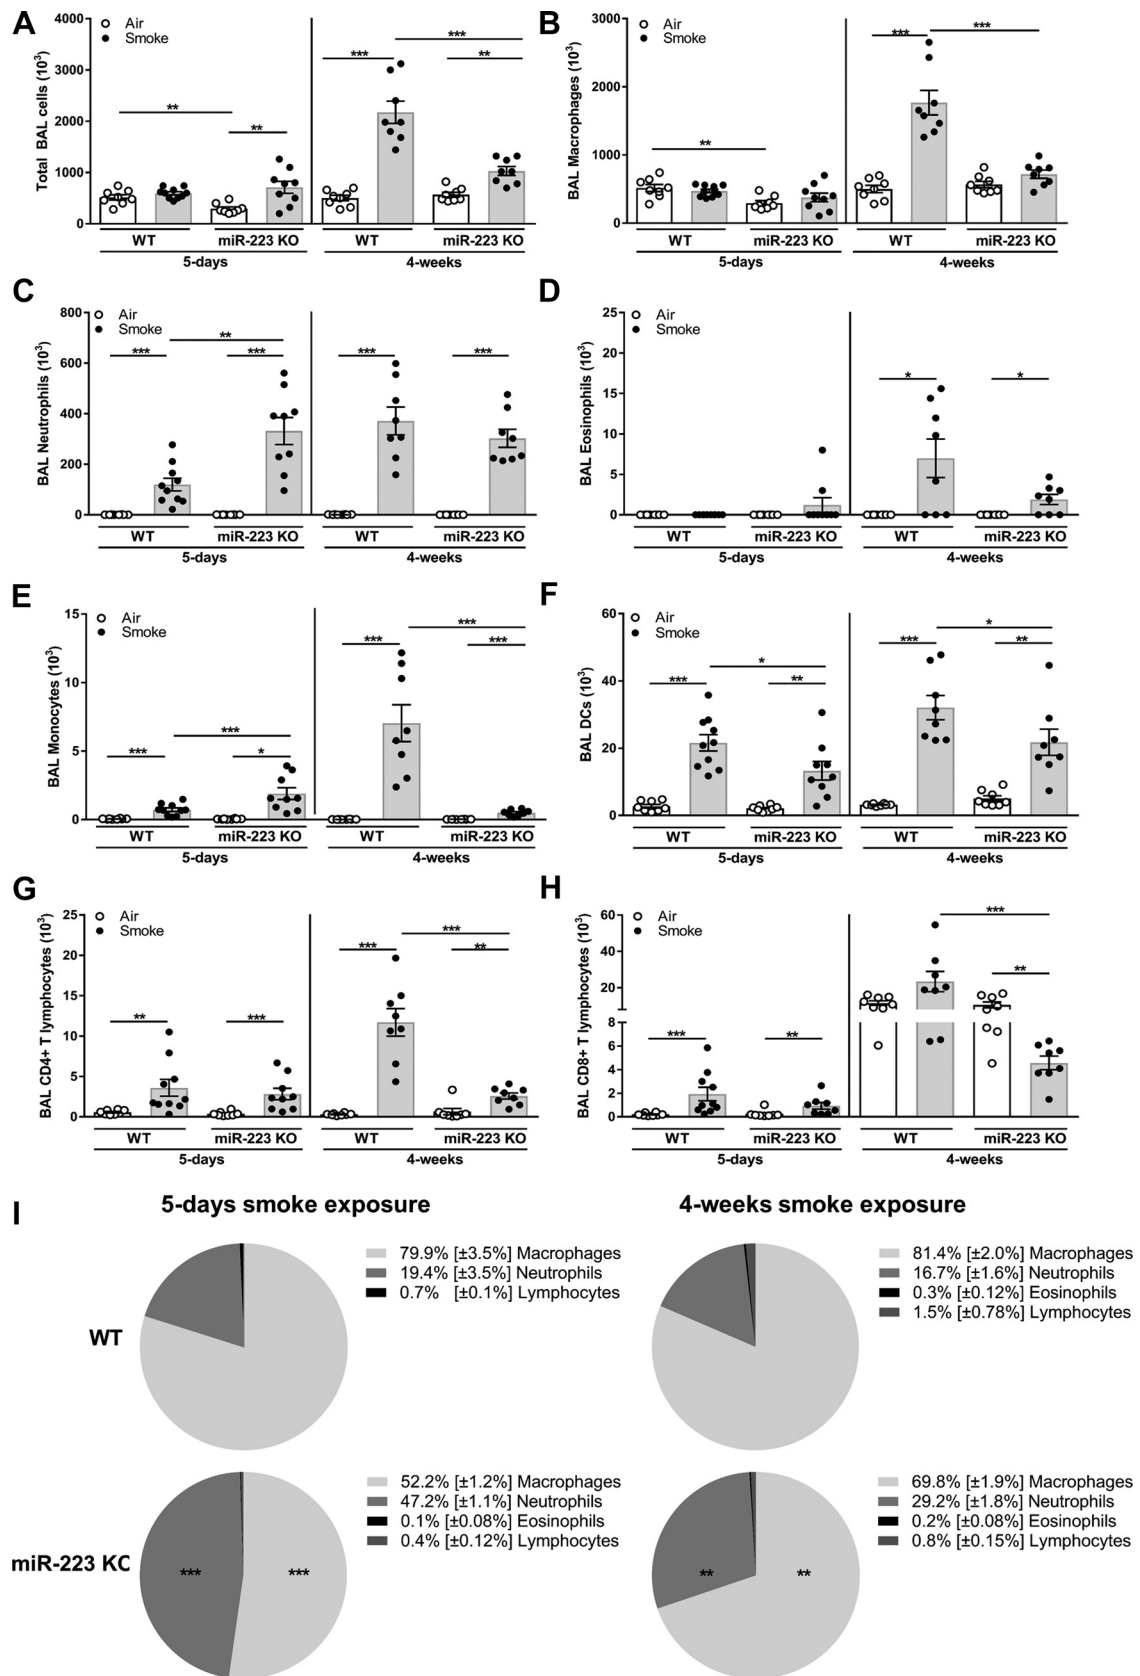 A
Total BAL cells (10³)
4000
3000
2000
1000
0
Air
Smoke
**
**
***
***
**
WT
miR-223 KO
WT
miR-223 KO
5-days
4-weeks
B
BAL Macrophages (10³)
3000
2000
1000
0
Air
Smoke
**
***
***
WT
miR-223 KO
WT
miR-223 KO
5-days
4-weeks
C
BAL Neutrophils (10³)
800
600
400
200
0
Air
Smoke
**
***
***
***
***
WT
miR-223 KO
WT
miR-223 KO
5-days
4-weeks
D
BAL Eosinophils (10³)
25
20
15
10
5
0
Air
Smoke
*
*
WT
miR-223 KO
WT
miR-223 KO
5-days
4-weeks
E
BAL Monocytes (10³)
15
10
5
0
Air
Smoke
***
***
*
***
***
***
WT
miR-223 KO
WT
miR-223 KO
5-days
4-weeks
F
BAL DCs (10³)
60
40
20
0
Air
Smoke
*
***
**
*
***
**
WT
miR-223 KO
WT
miR-223 KO
5-days
4-weeks
G
BAL CD4+ T lymphocytes (10³)
25
20
15
10
5
0
Air
Smoke
**
***
***
***
**
WT
miR-223 KO
WT
miR-223 KO
5-days
4-weeks
H
BAL CD8+ T lymphocytes (10³)
60
40
20
8
6
4
2
0
Air
Smoke
***
**
***
**
WT
miR-223 KO
WT
miR-223 KO
5-days
4-weeks
I
5-days smoke exposure
4-weeks smoke exposure
WT
79.9% [±3.5%] Macrophages
19.4% [±3.5%] Neutrophils
0.7% [±0.1%] Lymphocytes
81.4% [±2.0%] Macrophages
16.7% [±1.6%] Neutrophils
0.3% [±0.12%] Eosinophils
1.5% [±0.78%] Lymphocytes
miR-223 KO
***
***
52.2% [±1.2%] Macrophages
47.2% [±1.1%] Neutrophils
0.1% [±0.08%] Eosinophils
0.4% [±0.12%] Lymphocytes
**
**
69.8% [±1.9%] Macrophages
29.2% [±1.8%] Neutrophils
0.2% [±0.08%] Eosinophils
0.8% [±0.15%] Lymphocytes